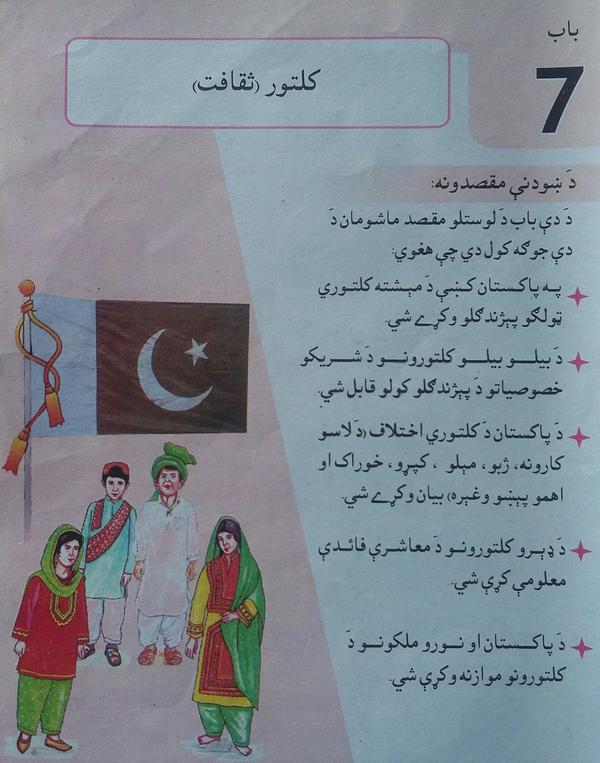 باب
7
کلتور (ثقافت)
دَ ښودنې مقصدونه:
دَ دې باب دَ لوستلو مقصد ماشومان دَ
دې جوګه کول دي چې هغوي:
په پاکستان کښې دَ مېشته کلتوري
ټولګو پېژندګلو وکړے شي.
دَ بیلو بیلو کلتورونو دَ شریکو
خصوصیاتو دَ پېژندګلو کولو قابل شي.
دَ پاکستان دَ کلتوري اختلاف (دَ لاسو
کارونه، ژبو، مېلو ، کپړو، خوراک او
اهمو پېښو وغېره) بیان وکړے شي.
دَ ډېرو کلتورونو دَ معاشرې فائدې
معلومې کړې شي.
دَ پاکستان او نورو ملکونو دَ
کلتورونو موازنه وکړې شي.